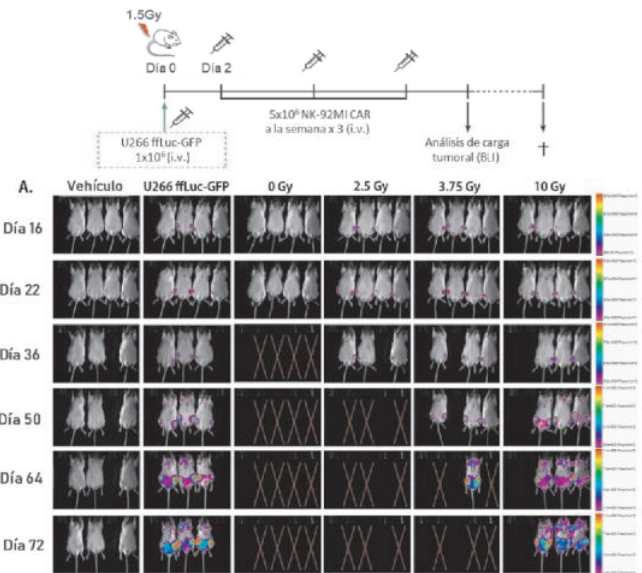 1.5Gy
Día 0
Día 2
5x10⁶ NK-92MI CAR
a la semana x 3 (i.v.)
U266 ffLuc-GFP
1x10⁶ (i.v.)
Análisis de carga
tumoral (BLI)
A.
Vehículo
U266 ffLuc-GFP
0 Gy
2.5 Gy
3.75 Gy
10 Gy
Día 16
Día 22
Día 36
Día 50
Día 64
Día 72